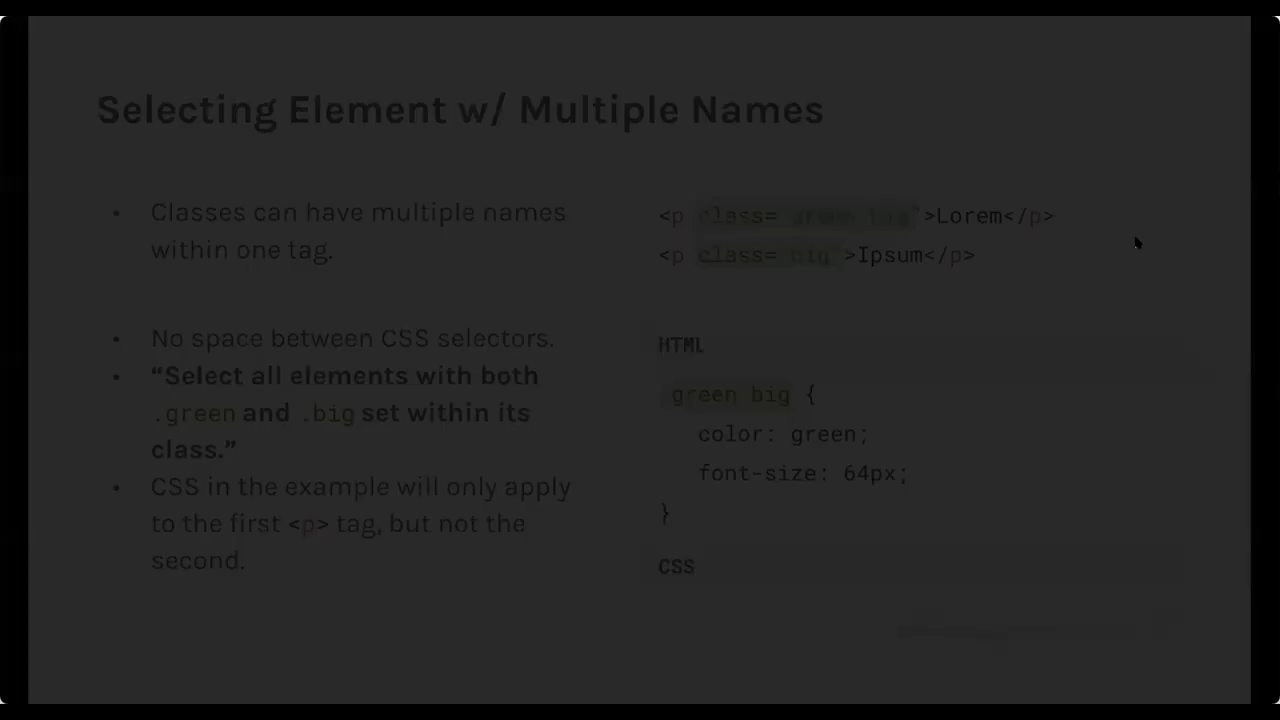 Selecting Element w/ Multiple Names
• Classes can have multiple names
within one tag.
• No space between CSS selectors.
• “Select all elements with both
.green and .big set within its
class.”
• CSS in the example will only apply
to the first <p> tag, but not the
second.
<p class="green big">Lorem</p>
<p class="big">Ipsum</p>
HTML
.green.big {
color: green;
font-size: 64px;
}
CSS